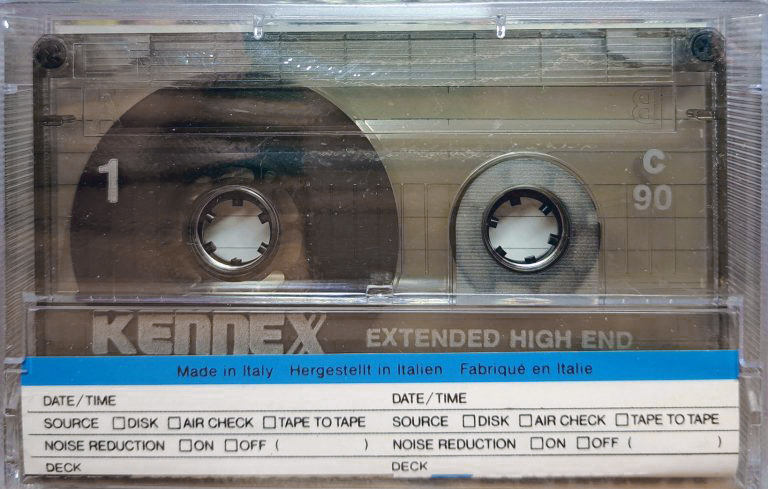 1
C
90
B
KENNEX EXTENDED HIGH END
Made in Italy Hergestellt in Italien Fabriqué en Italie
DATE/TIME DATE/TIME
SOURCE □DISK □AIR CHECK □TAPE TO TAPE SOURCE □DISK □AIR CHECK □TAPE TO TAPE
NOISE REDUCTION □ON □OFF ( ) NOISE REDUCTION □ON □OFF ( )
DECK DECK